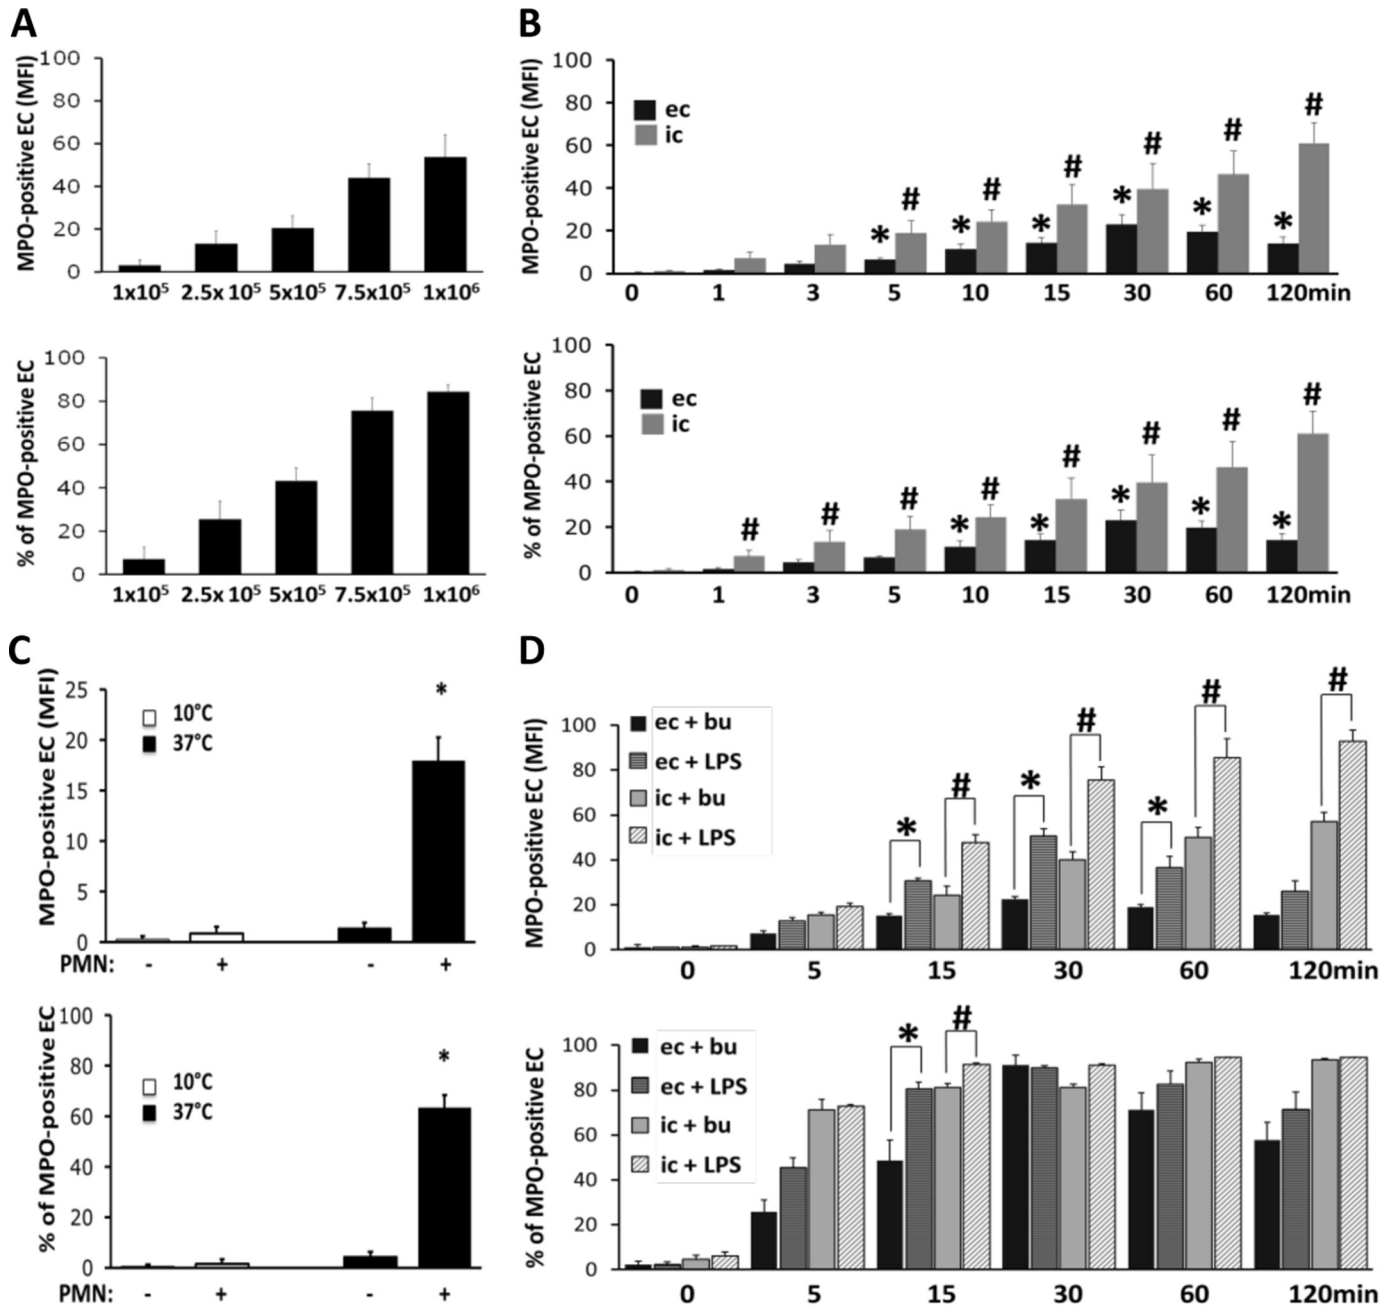 A
MPO-positive EC (MFI)
100
80
60
40
20
0
1x10⁵ 2.5x 10⁵ 5x10⁵ 7.5x10⁵ 1x10⁶
% of MPO-positive EC
100
80
60
40
20
0
1x10⁵ 2.5x 10⁵ 5x10⁵ 7.5x10⁵ 1x10⁶
B
MPO-positive EC (MFI)
100
80
60
40
20
0
ec
ic
* # * # * # * # * # * #
0 1 3 5 10 15 30 60 120min
% of MPO-positive EC
100
80
60
40
20
0
ec
ic
# # # * # * # * # * # * #
0 1 3 5 10 15 30 60 120min
C
MPO-positive EC (MFI)
25
20
15
10
5
0
10°C
37°C
*
PMN: - + - +
% of MPO-positive EC
100
80
60
40
20
0
10°C
37°C
*
PMN: - + - +
D
MPO-positive EC (MFI)
100
80
60
40
20
0
ec + bu
ec + LPS
ic + bu
ic + LPS
* # * # * # #
0 5 15 30 60 120min
% of MPO-positive EC
100
80
60
40
20
0
ec + bu
ec + LPS
ic + bu
ic + LPS
* #
0 5 15 30 60 120min